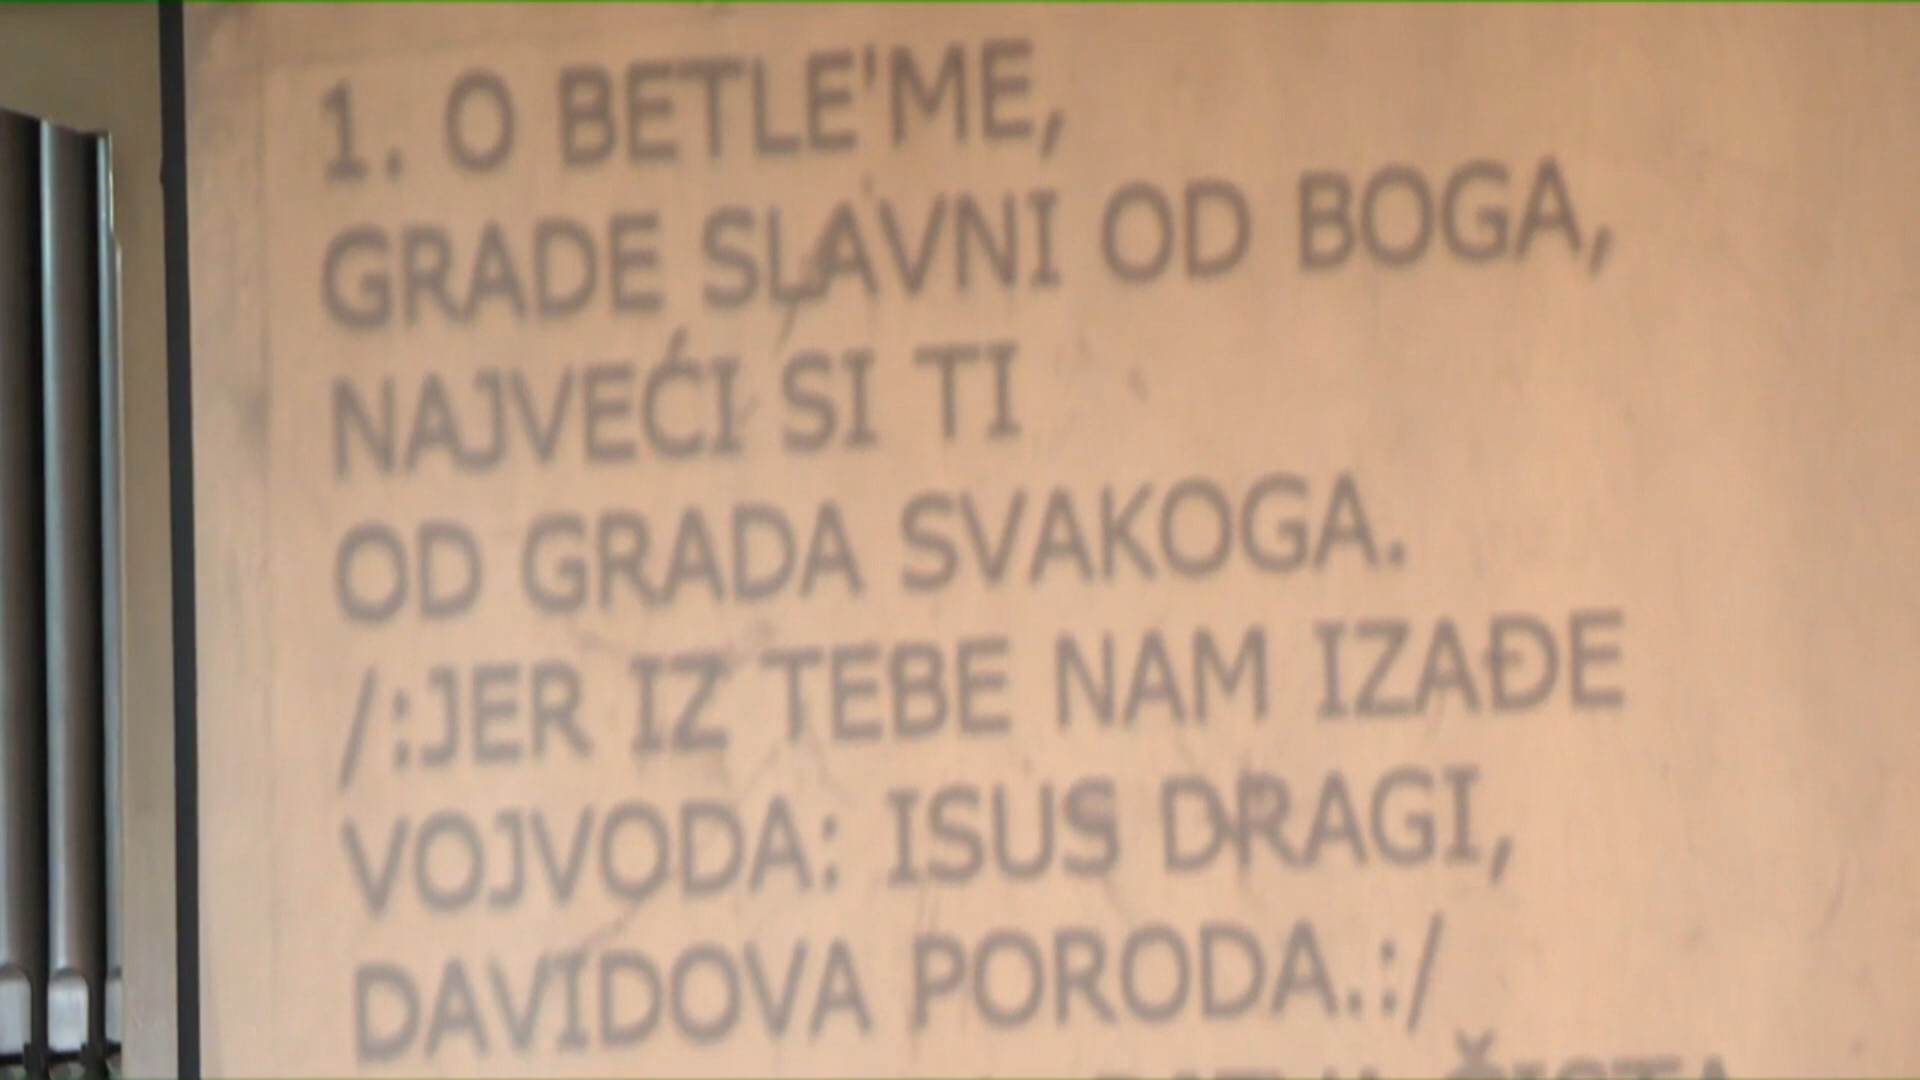 1. O BETLE'ME,
GRADE SLAVNI OD BOGA,
NAJVEĆI SI TI
OD GRADA SVAKOGA.
/:JER IZ TEBE NAM IZAĐE
VOJVODA: ISUS DRAGI,
DAVIDOVA PORODA.:/
ČISTA